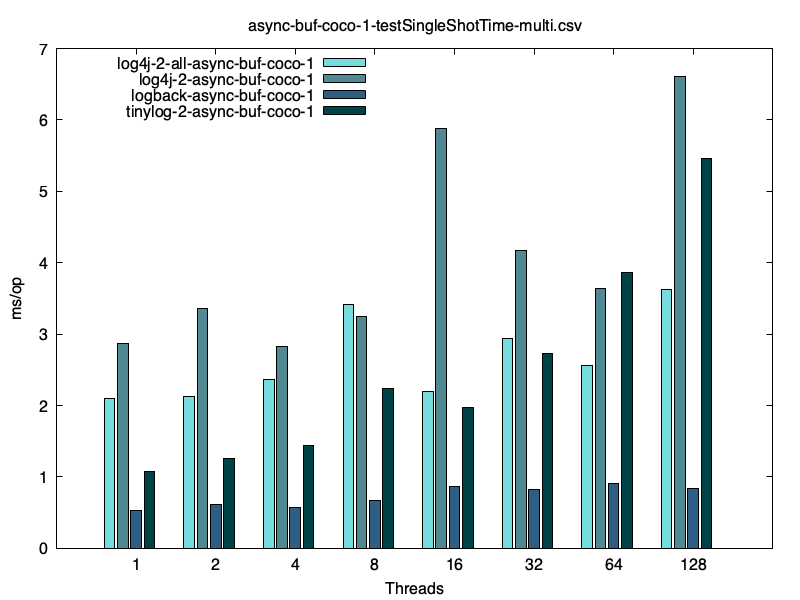 async-buf-coco-1-testSingleShotTime-multi.csv
log4j-2-all-async-buf-coco-1
log4j-2-async-buf-coco-1
logback-async-buf-coco-1
tinylog-2-async-buf-coco-1
7
6
5
4
3
2
1
0
ms/op
1 2 4 8 16 32 64 128
Threads